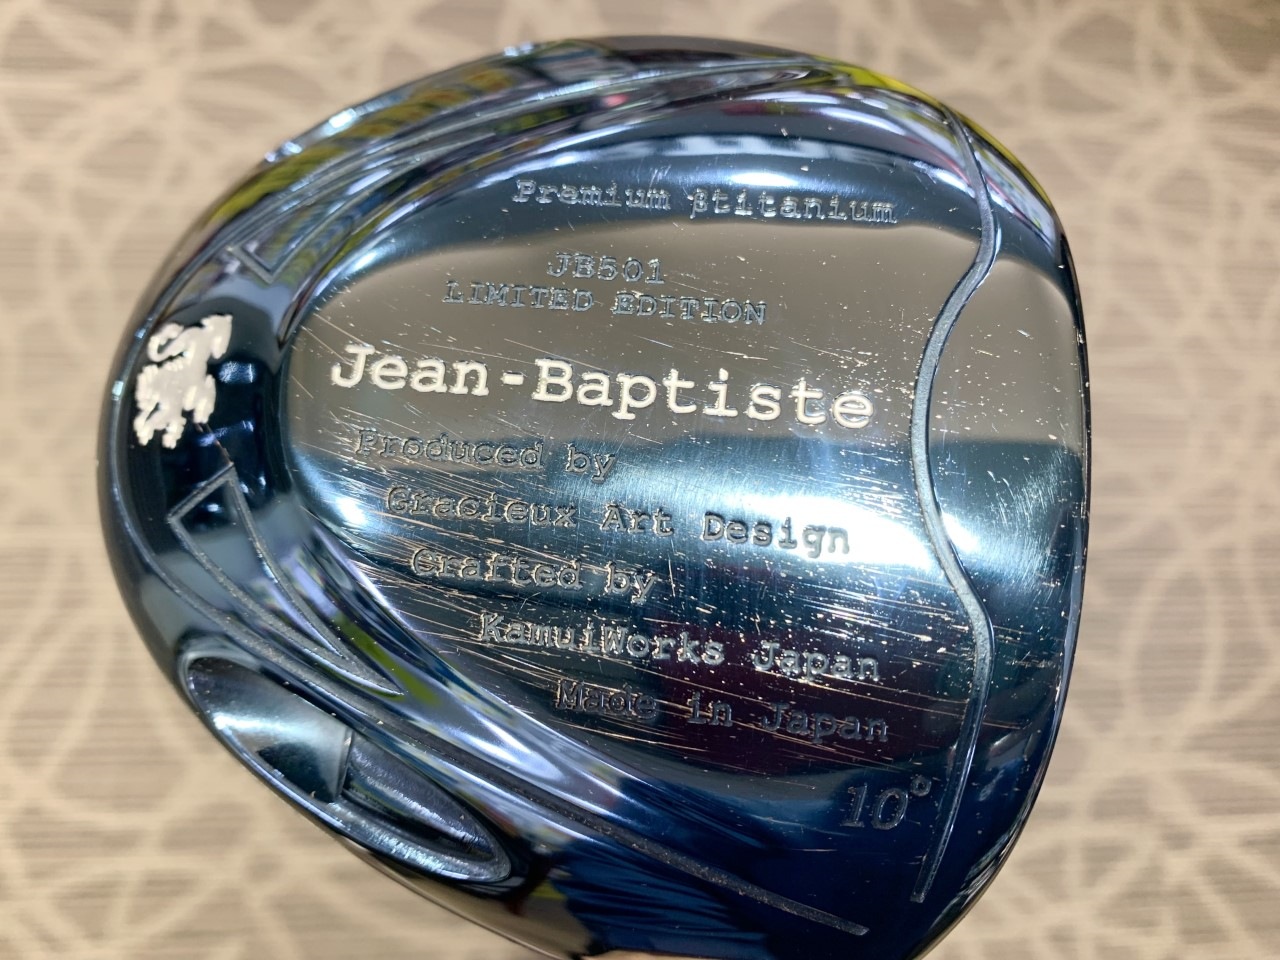 Premium βtitanium
JB501
LIMITED EDITION
Jean-Baptiste
Produced by
Gracieux Art Design
Crafted by
KamuiWorks Japan
Made in Japan
10°